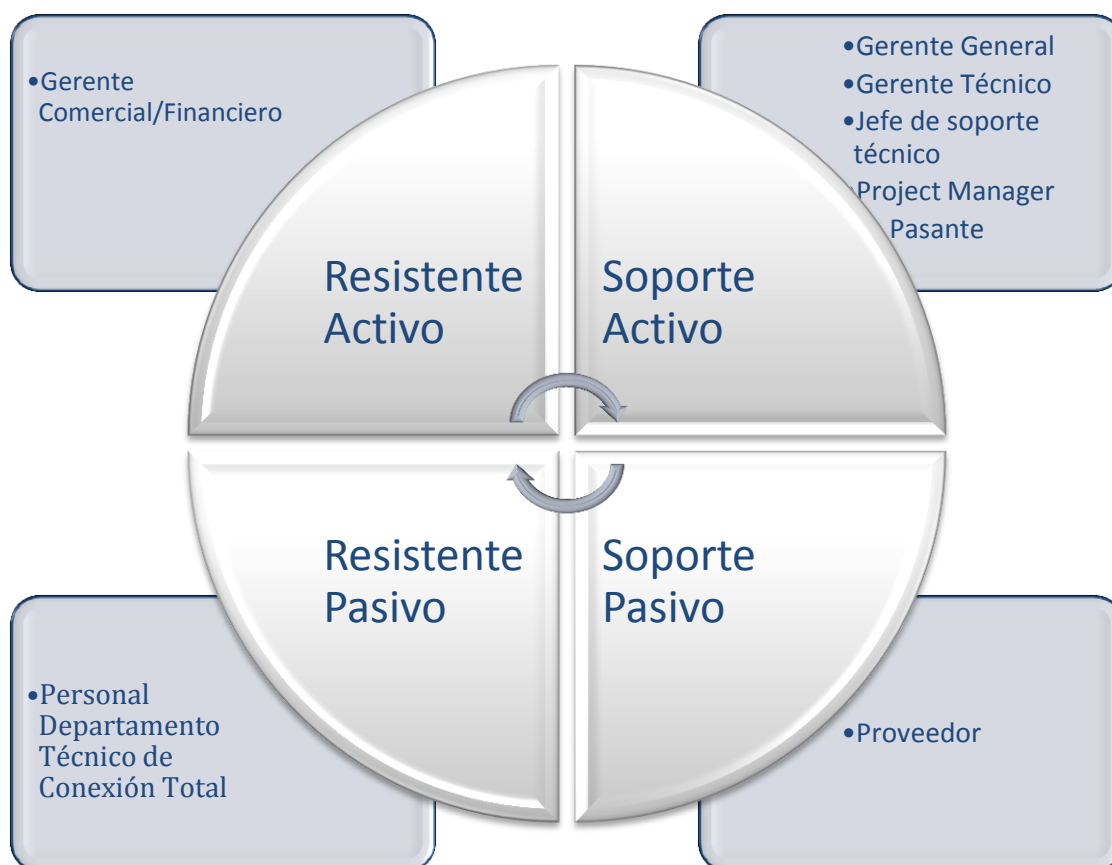 •Gerente
Comercial/Financiero
•Gerente General
•Gerente Técnico
•Jefe de soporte
técnico
Project Manager
Pasante
Resistente
Activo
Soporte
Activo
Resistente
Pasivo
Soporte
Pasivo
•Personal
Departamento
Técnico de
Conexión Total
•Proveedor